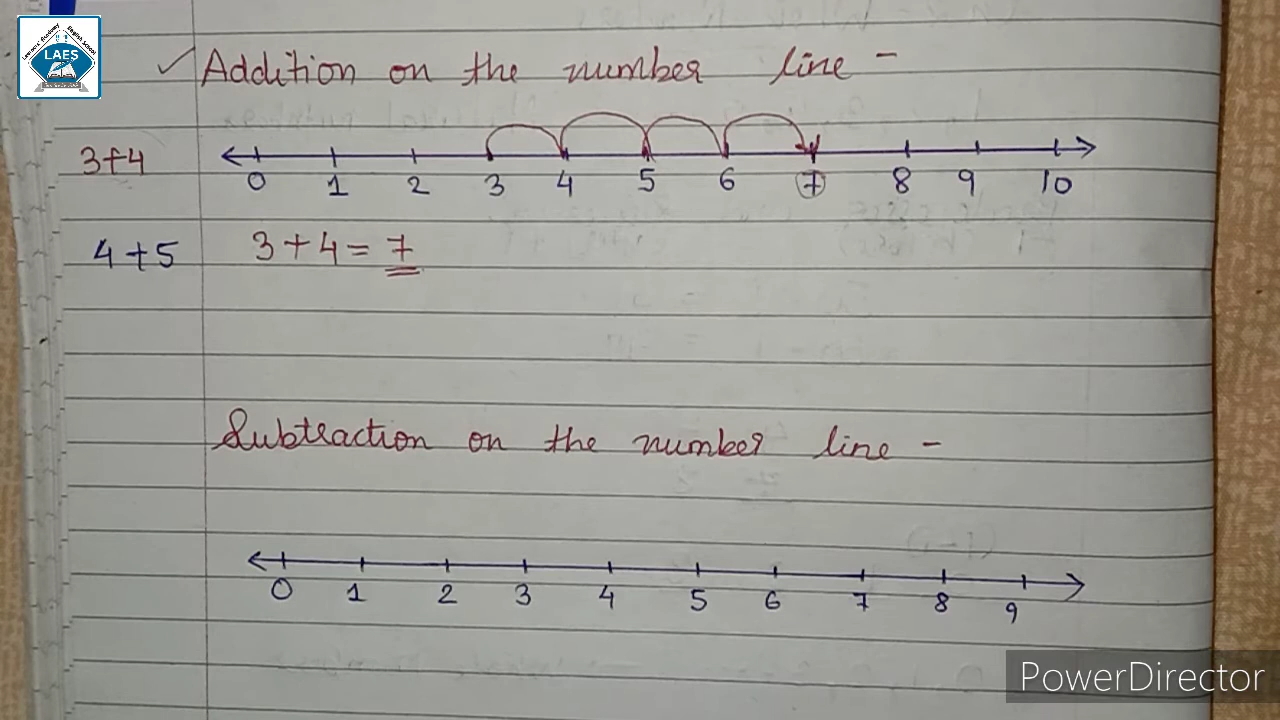 LAES
✓ Addition on the number line -
3+4
0 1 2 3 4 5 6 7 8 9 10
4+5
3+4=7
Subtraction on the number line -
0 1 2 3 4 5 6 7 8 9
PowerDirector